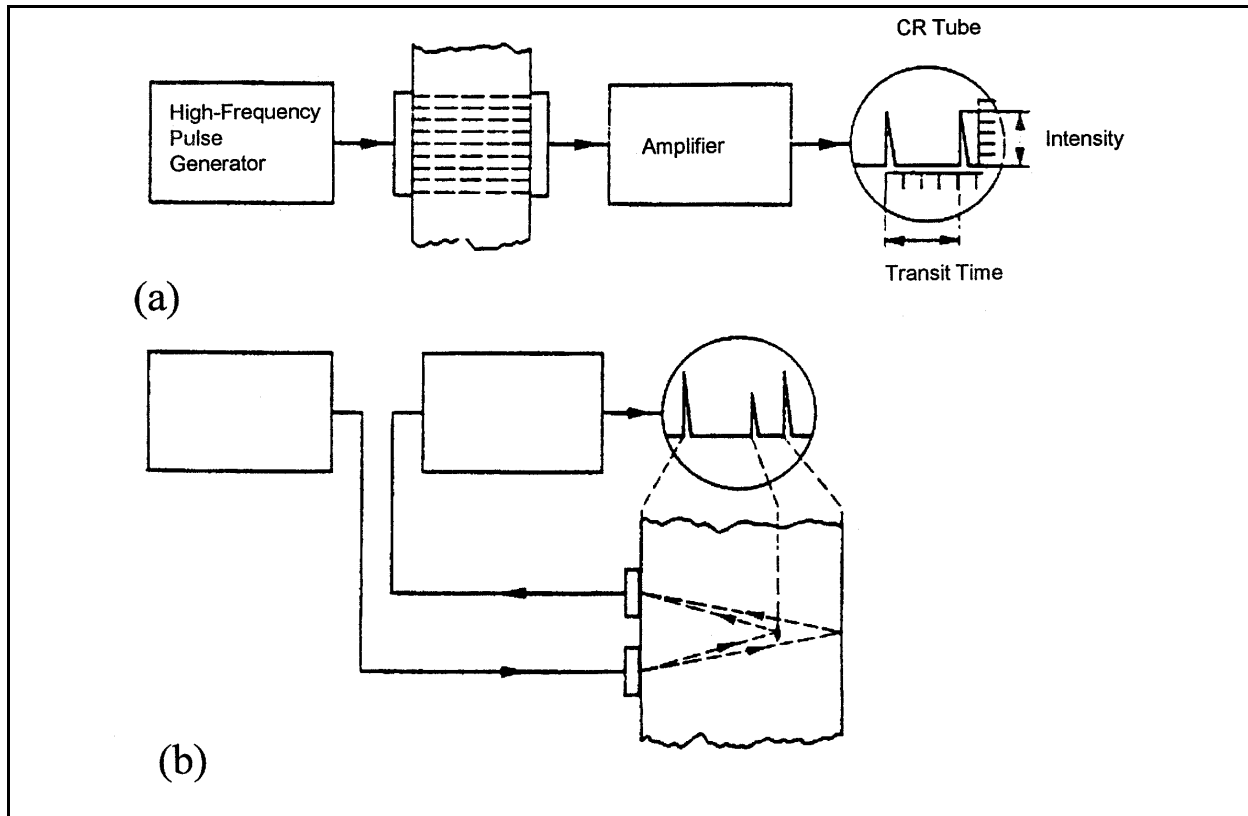 CR Tube
High-Frequency
Pulse
Generator
Amplifier
Intensity
Transit Time
(a)
(b)